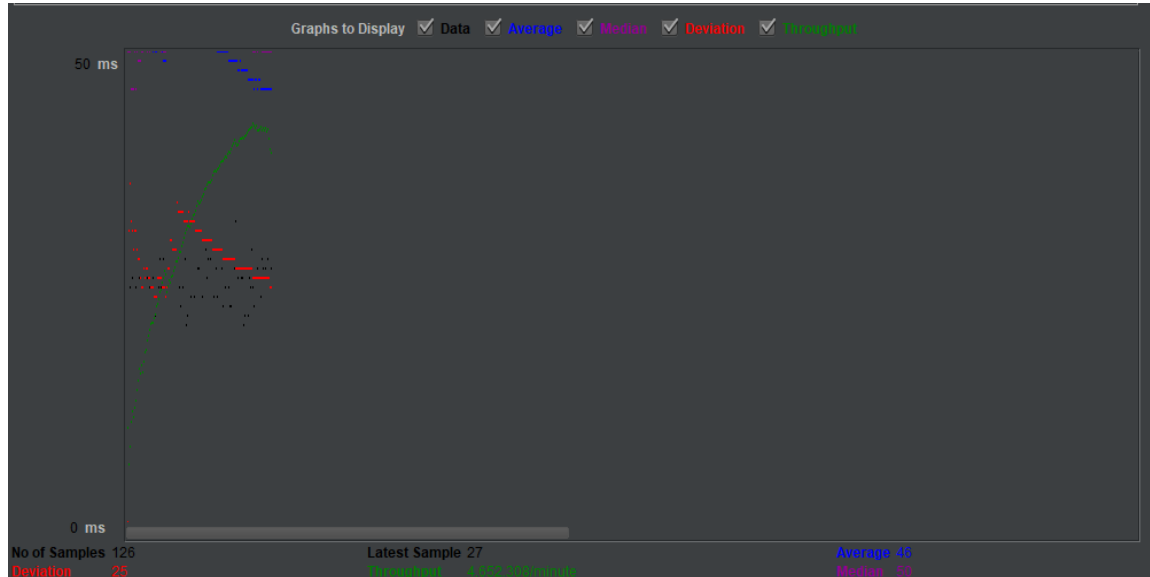 Graphs to Display Data Average Median Deviation Throughput
50 ms
0 ms
No of Samples 126 Latest Sample 27 Average 46
Deviation 25 Throughput 4,652.308/minute Median